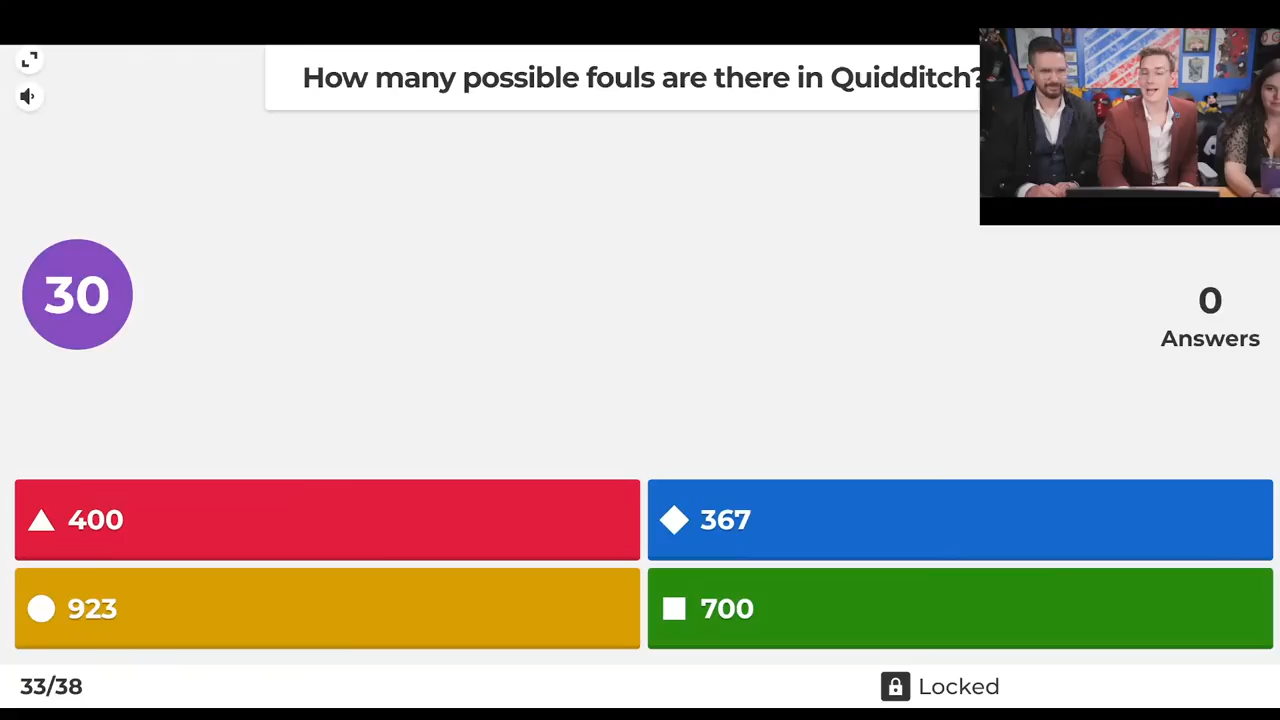 How many possible fouls are there in Quidditch?
30
0
Answers
400
367
923
700
33/38
Locked